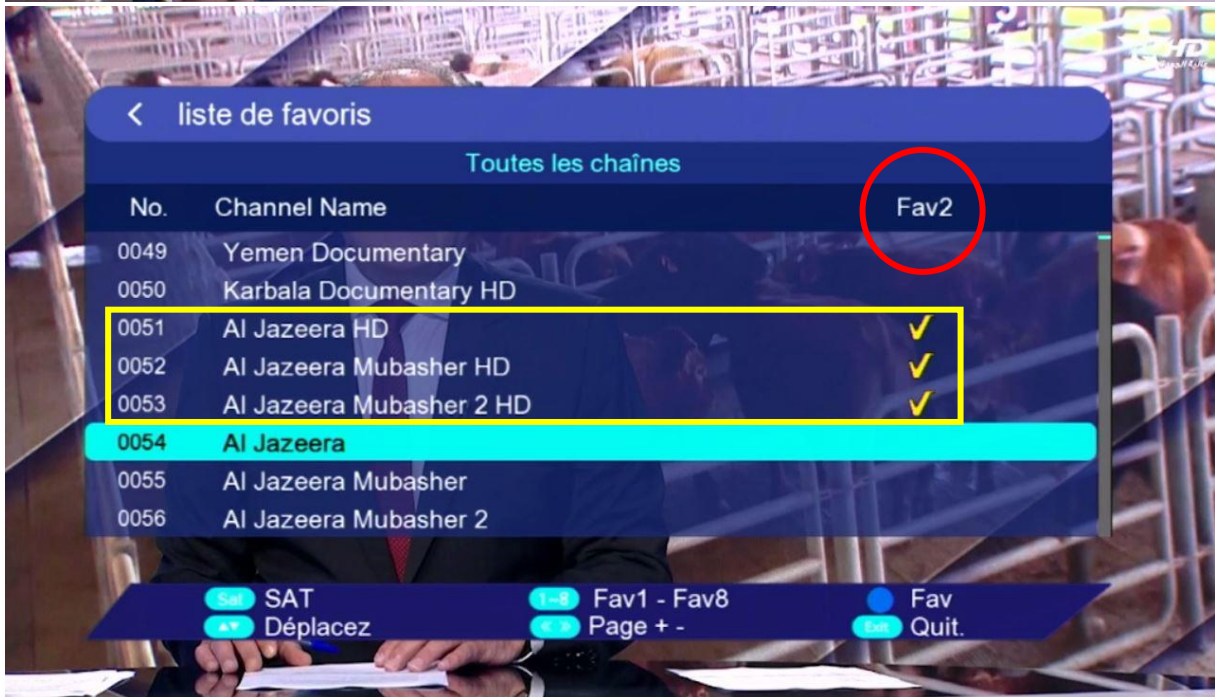 HD
liste de favoris
Toutes les chaînes
No. Channel Name Fav2
0049 Yemen Documentary
0050 Karbala Documentary HD
0051 Al Jazeera HD
0052 Al Jazeera Mubasher HD
0053 Al Jazeera Mubasher 2 HD
0054 Al Jazeera
0055 Al Jazeera Mubasher
0056 Al Jazeera Mubasher 2
Sat SAT 1~8 Fav1 - Fav8 Fav
Déplacez Page + - Exit Quit.